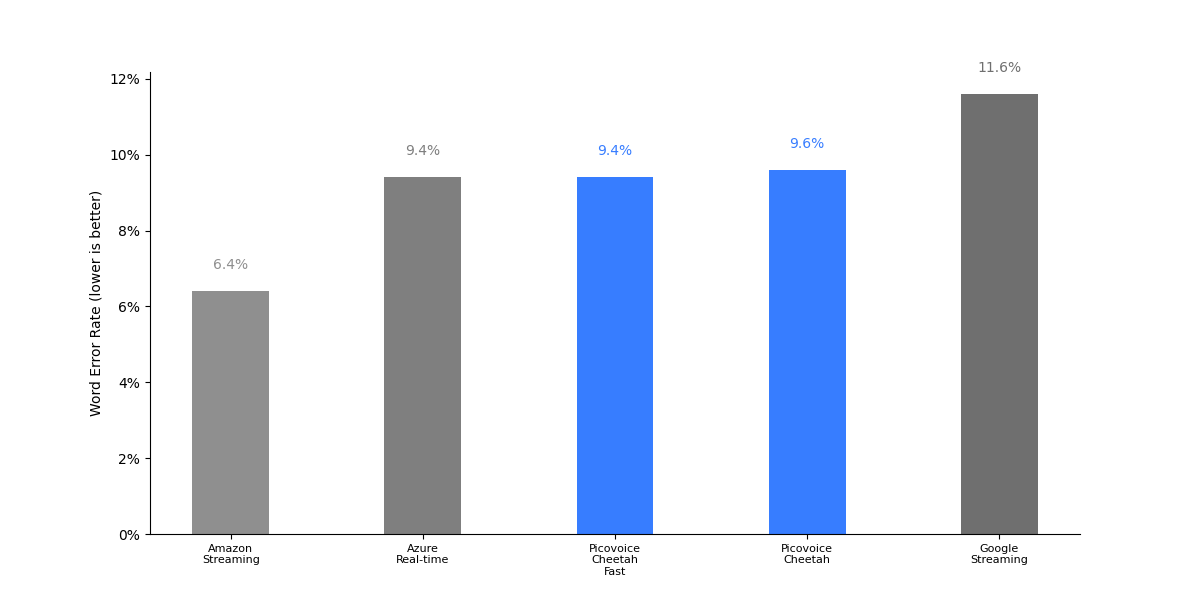 Word Error Rate (lower is better)
12%
10%
8%
6%
4%
2%
0%
6.4%
9.4%
9.4%
9.6%
11.6%
Amazon
Streaming
Azure
Real-time
Picovoice
Cheetah
Fast
Picovoice
Cheetah
Google
Streaming